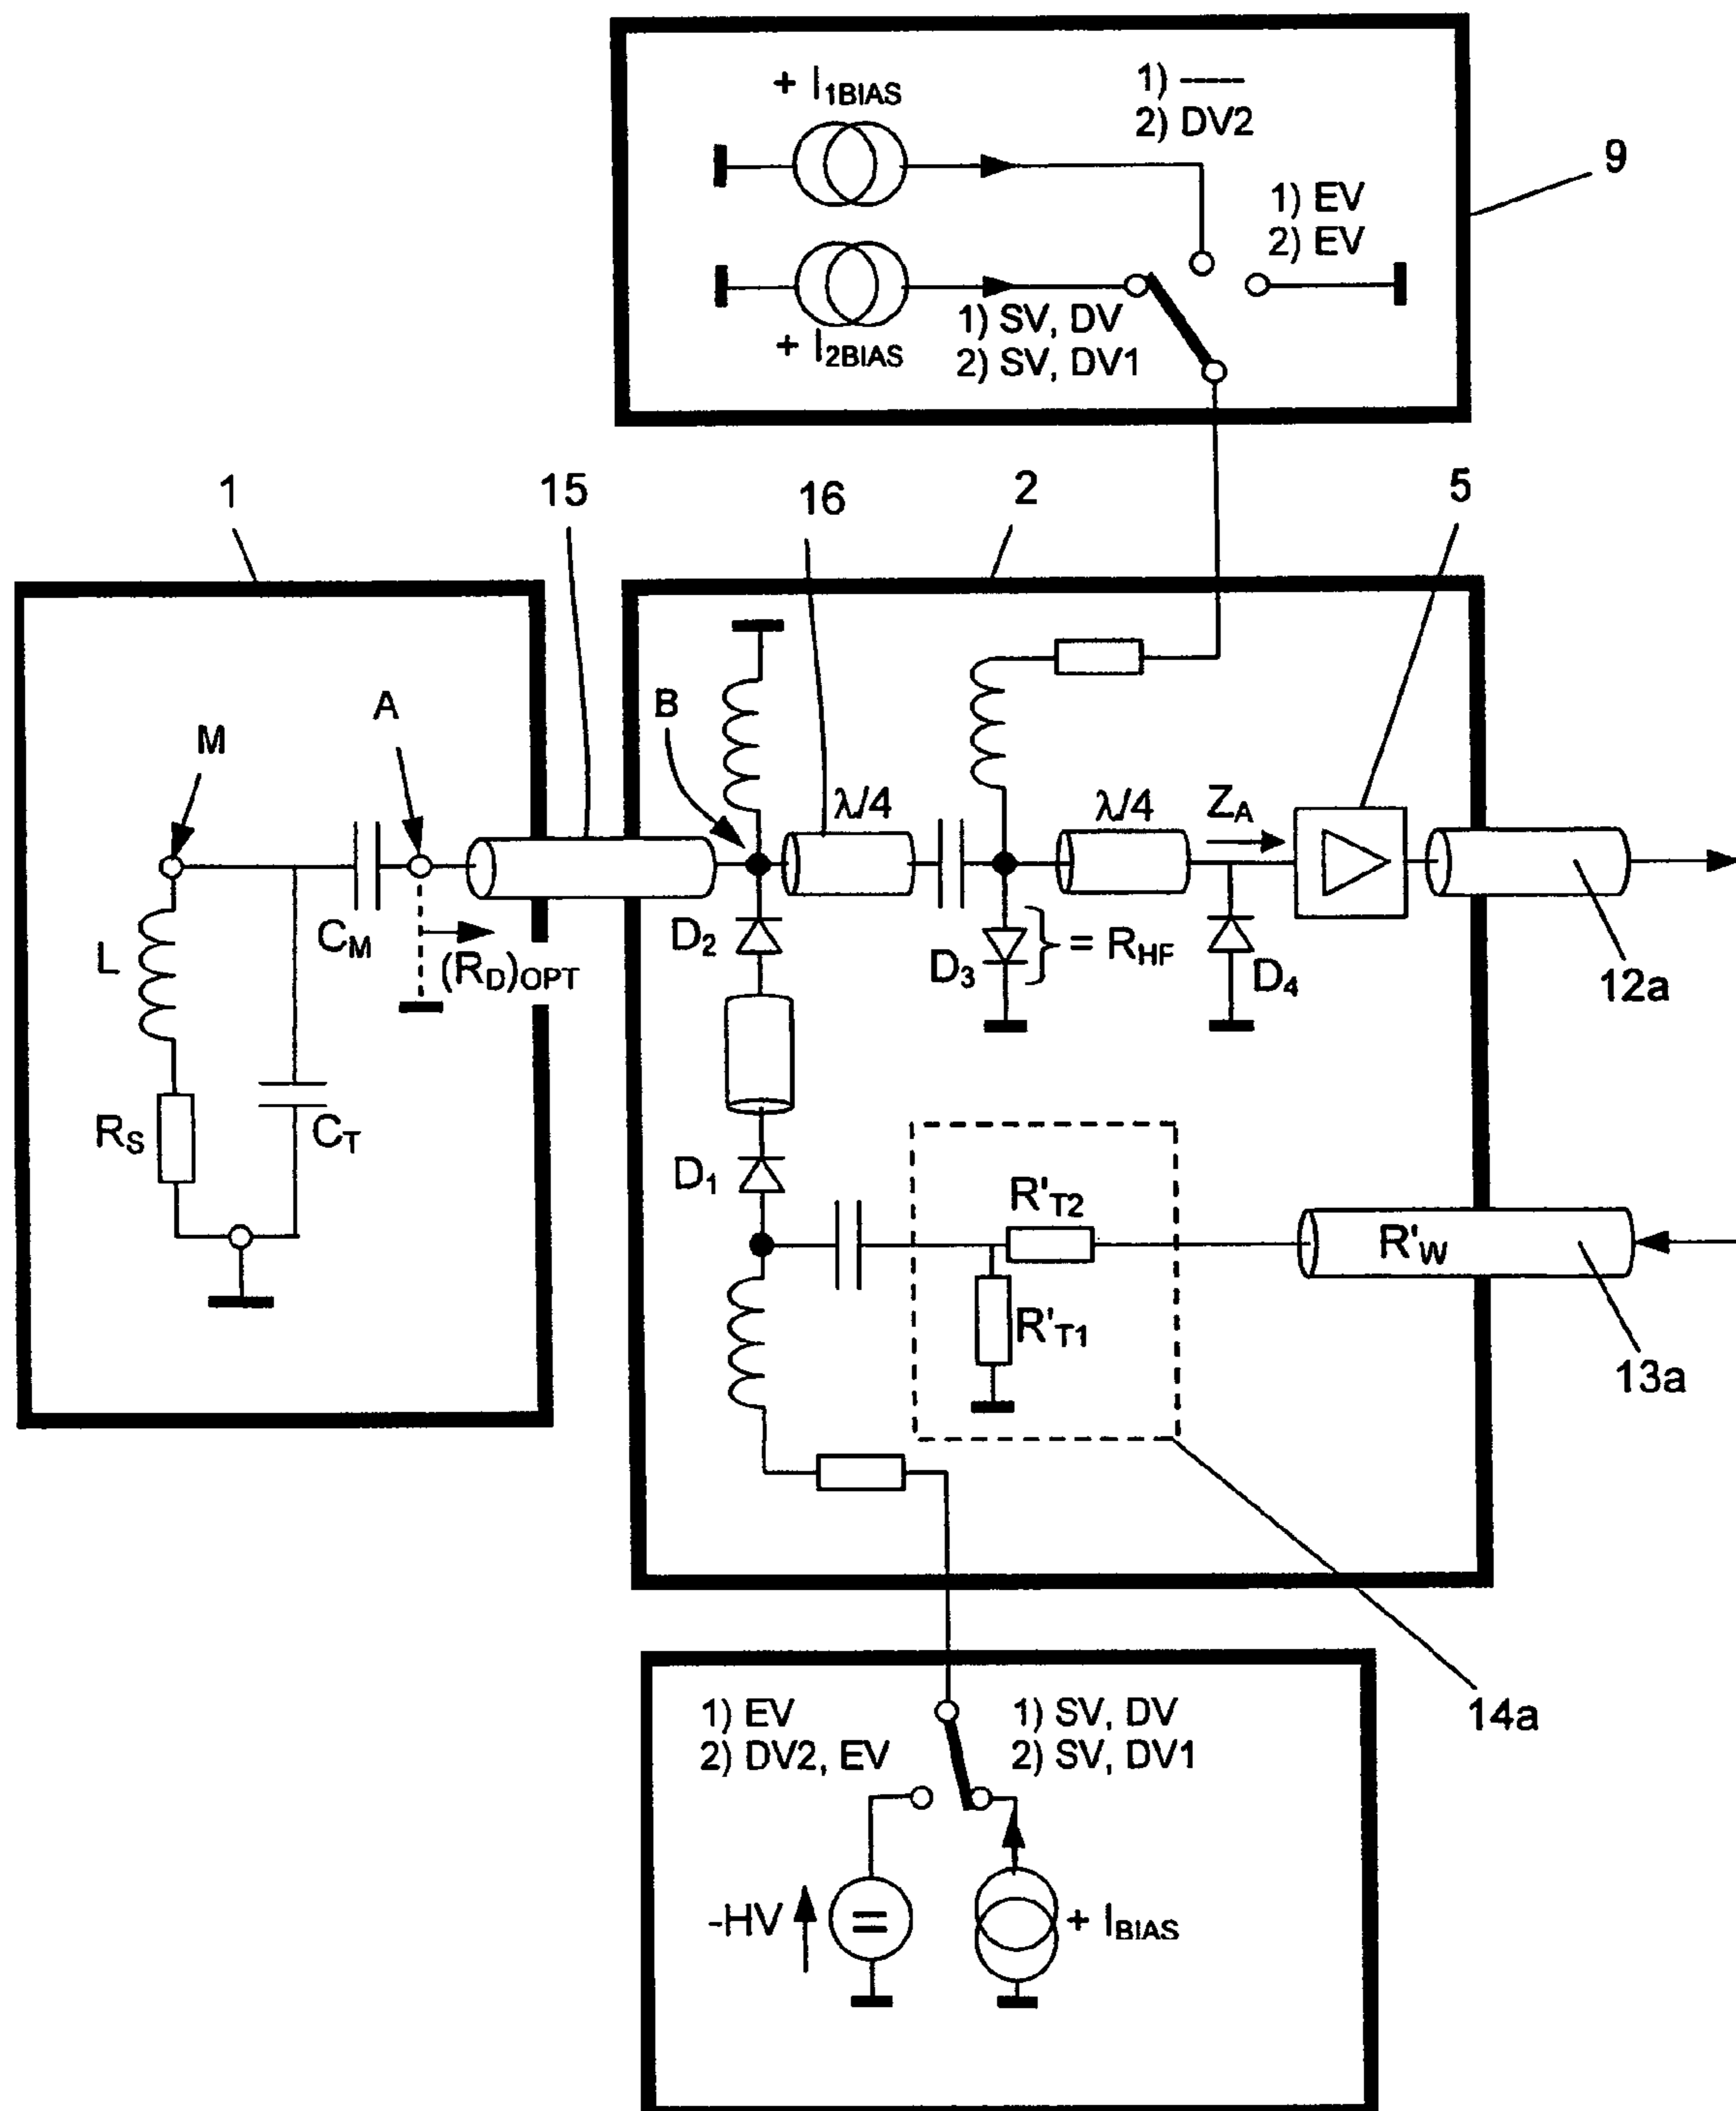 + I1BIAS
1) ----
2) DV2
9
1) EV
2) EV
+ I2BIAS
1) SV, DV
2) SV, DV1
1
15
16
2
5
M
A
B
λ/4
λ/4
ZA
L
CM
(RD)OPT
D2
D3
} = RHF
D4
12a
RS
CT
D1
R'T2
R'T1
R'W
13a
14a
1) EV
2) DV2, EV
1) SV, DV
2) SV, DV1
-HV
=
+ IBIAS